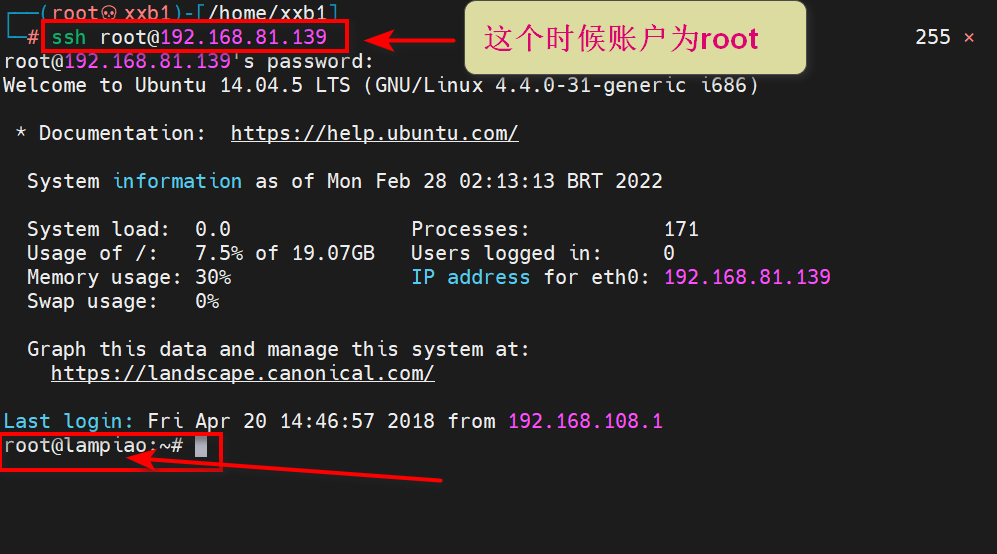 ┌──(root💀xxb1)-[/home/xxb1]
└─# ssh root@192.168.81.139 255 ×
这个时候账户为root
root@192.168.81.139's password:
Welcome to Ubuntu 14.04.5 LTS (GNU/Linux 4.4.0-31-generic i686)
* Documentation: https://help.ubuntu.com/
System information as of Mon Feb 28 02:13:13 BRT 2022
System load: 0.0 Processes: 171
Usage of /: 7.5% of 19.07GB Users logged in: 0
Memory usage: 30% IP address for eth0: 192.168.81.139
Swap usage: 0%
Graph this data and manage this system at:
https://landscape.canonical.com/
Last login: Fri Apr 20 14:46:57 2018 from 192.168.108.1
root@lampiao:~#